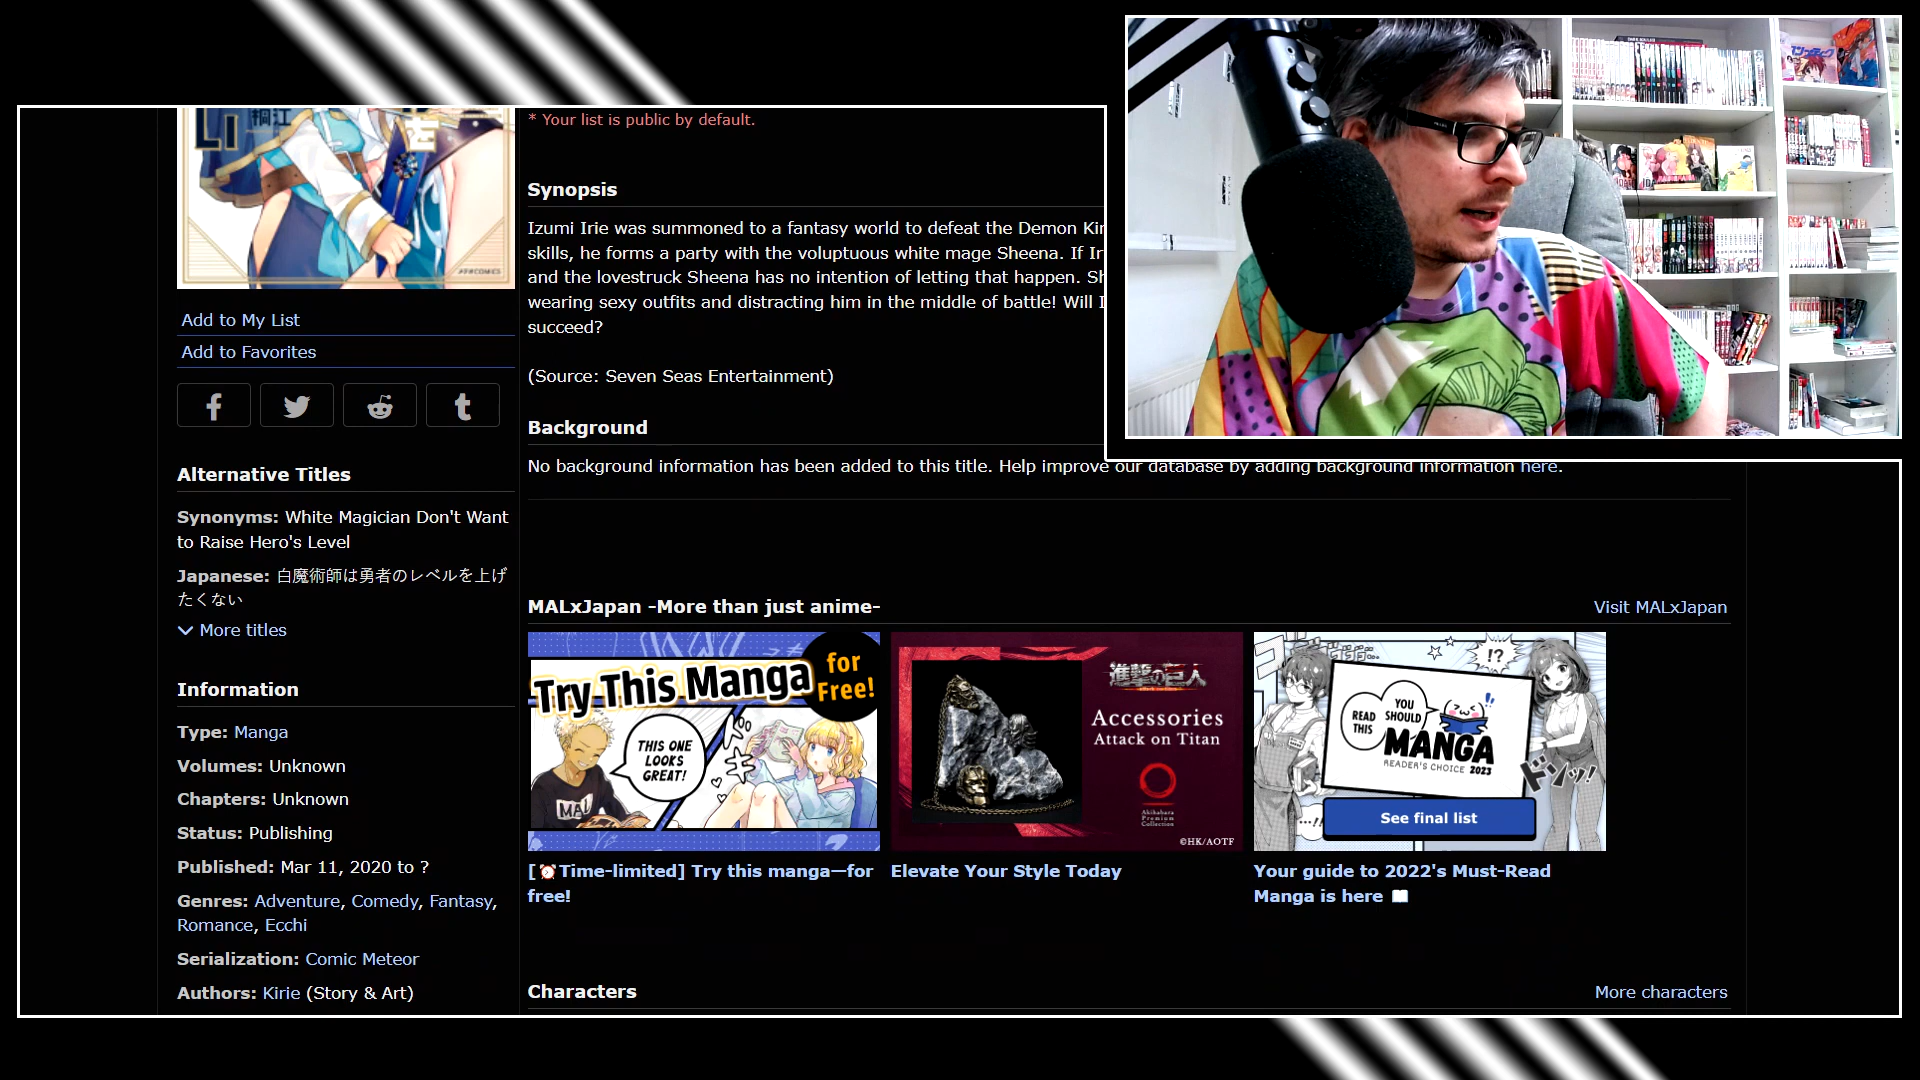 桐江
を
* Your list is public by default.
Synopsis
Izumi Irie was summoned to a fantasy world to defeat the Demon Kin
skills, he forms a party with the voluptuous white mage Sheena. If Ir
and the lovestruck Sheena has no intention of letting that happen. Sh
wearing sexy outfits and distracting him in the middle of battle! Will I
succeed?
(Source: Seven Seas Entertainment)
Background
No background information has been added to this title. Help improve our database by adding background information here.
Add to My List
Add to Favorites
Alternative Titles
Synonyms: White Magician Don't Want
to Raise Hero's Level
Japanese: 白魔術師は勇者のレベルを上げ
たくない
More titles
Information
Type: Manga
Volumes: Unknown
Chapters: Unknown
Status: Publishing
Published: Mar 11, 2020 to ?
Genres: Adventure, Comedy, Fantasy,
Romance, Ecchi
Serialization: Comic Meteor
Authors: Kirie (Story & Art)
MALxJapan -More than just anime-
Visit MALxJapan
Try This Manga for Free!
THIS ONE
LOOKS
GREAT!
MAL
[⏰Time-limited] Try this manga—for
free!
進撃の巨人
Accessories
Attack on Titan
Akihabara
Premium
Collection
©HK/AOTF
Elevate Your Style Today
!?
YOU
SHOULD
READ
THIS
MANGA
READER'S CHOICE 2023
See final list
Your guide to 2022's Must-Read
Manga is here 📖
Characters
More characters